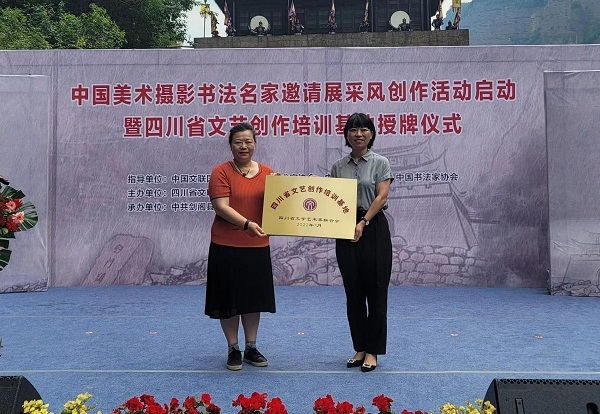 中国美术摄影书法名家邀请展采风创作活动启动
暨四川省文艺创作培训基地授牌仪式
指导单位：中国文联
中国书法家协会
主办单位：四川省文
承办单位：中共剑阁县
四川省文艺创作培训基地
四川省文学艺术界联合会